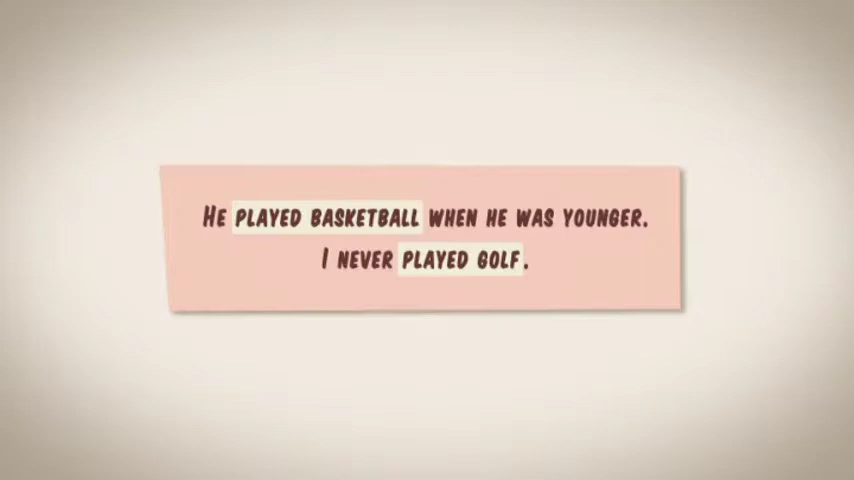 He played basketball when he was younger.
I never played golf.